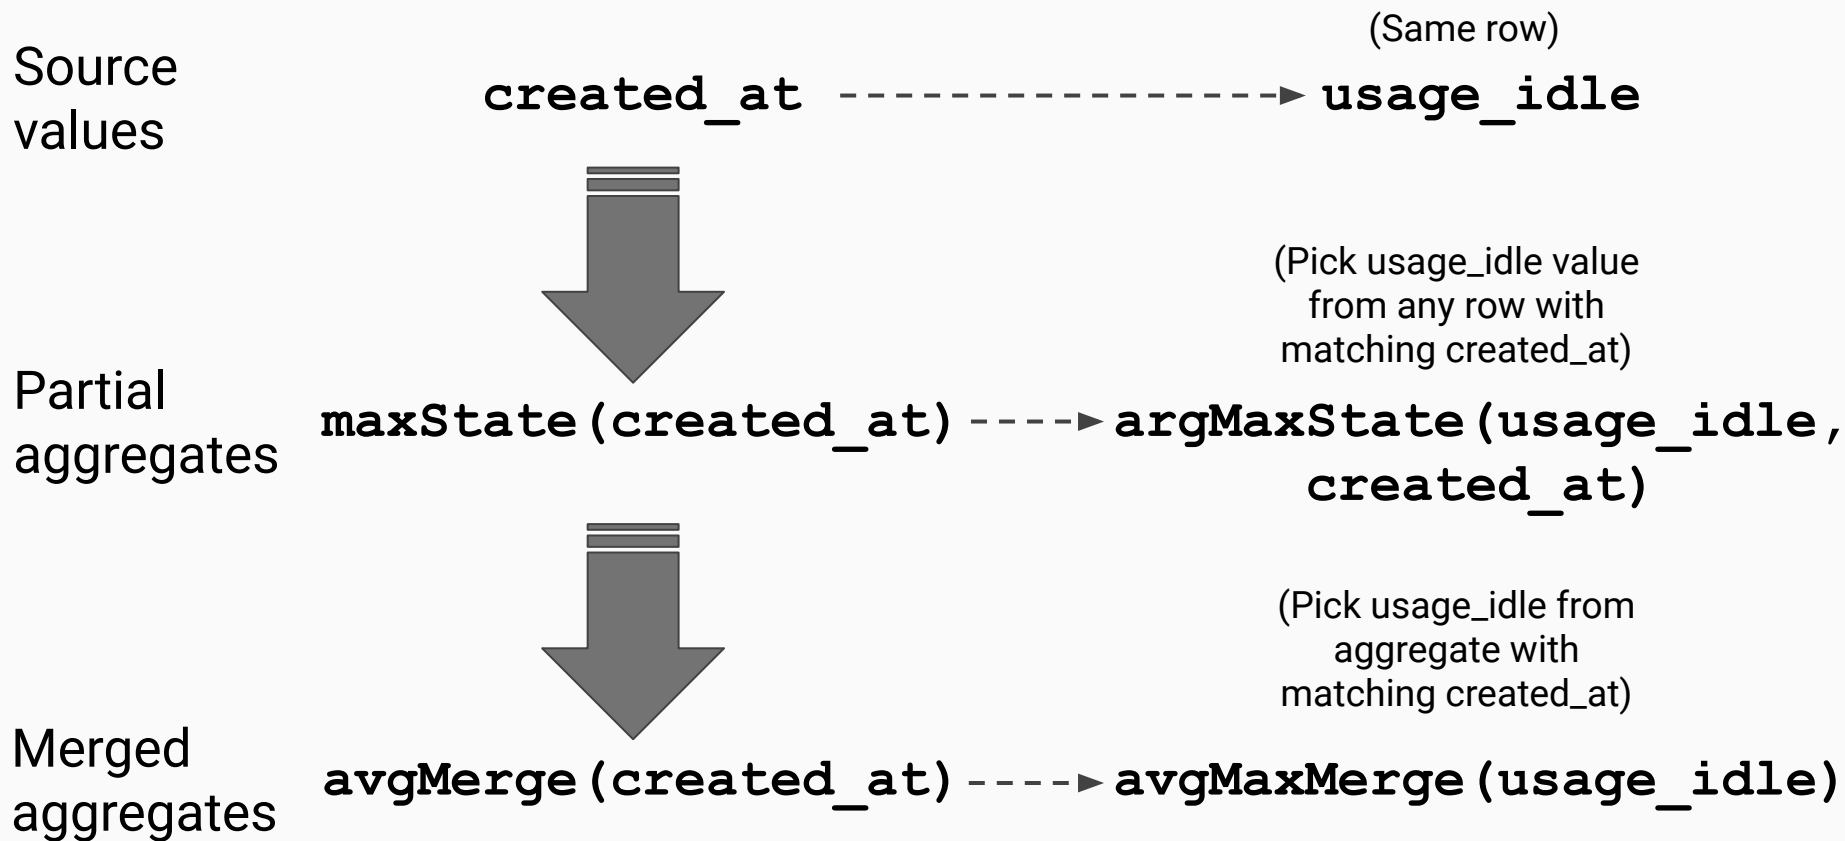 Source
values
created_at
(Same row)
usage_idle
Partial
aggregates
maxState(created_at)
(Pick usage_idle value
from any row with
matching created_at)
argMaxState(usage_idle,
created_at)
Merged
aggregates
avgMerge(created_at)
(Pick usage_idle from
aggregate with
matching created_at)
avgMaxMerge(usage_idle)